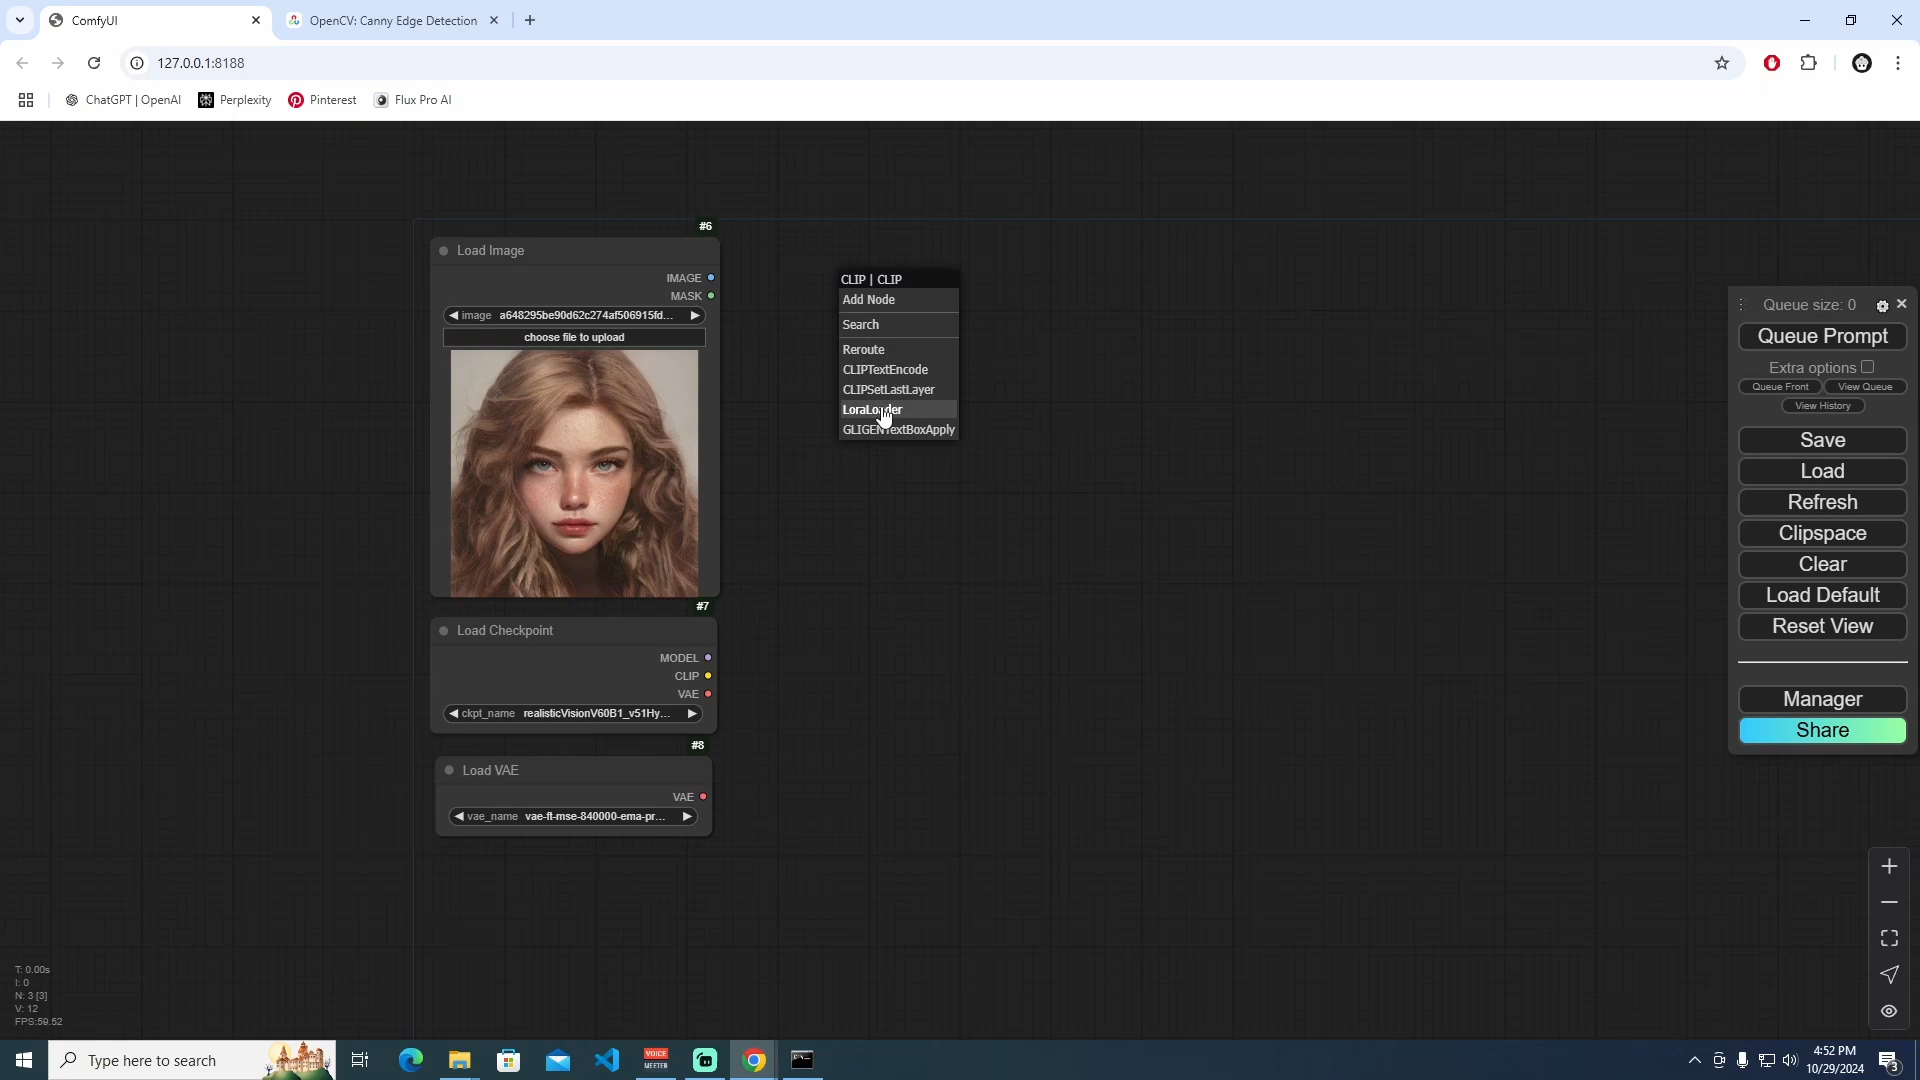 ComfyUI
OpenCV: Canny Edge Detection
127.0.0.1:8188
ChatGPT | OpenAI
Perplexity
Pinterest
Flux Pro AI
#6
Load Image
IMAGE
MASK
image a648295be90d62c274af506915fd...
choose file to upload
#7
Load Checkpoint
MODEL
CLIP
VAE
ckpt_name realisticVisionV60B1_v51Hy...
#8
Load VAE
VAE
vae_name vae-ft-mse-840000-ema-pr...
CLIP | CLIP
Add Node
Search
Reroute
CLIPTextEncode
CLIPSetLastLayer
LoraLoader
GLIGENTextBoxApply
Queue size: 0
Queue Prompt
Extra options
Queue Front
View Queue
View History
Save
Load
Refresh
Clipspace
Clear
Load Default
Reset View
Manager
Share
T: 0.00s
I: 0
N: 3 [3]
V: 12
FPS:59.52
Type here to search
VOICE
MEETER
4:52 PM
10/29/2024
3